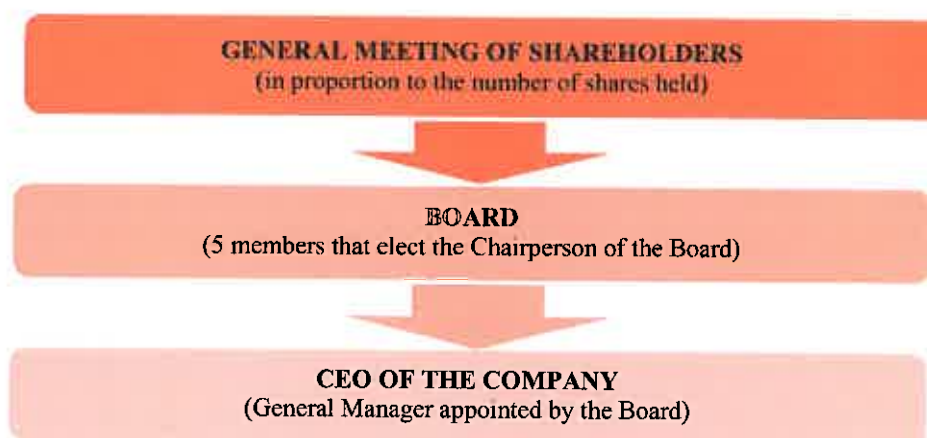 GENERAL MEETING OF SHAREHOLDERS
(in proportion to the number of shares held)
BOARD
(5 members that elect the Chairperson of the Board)
CEO OF THE COMPANY
(General Manager appointed by the Board)